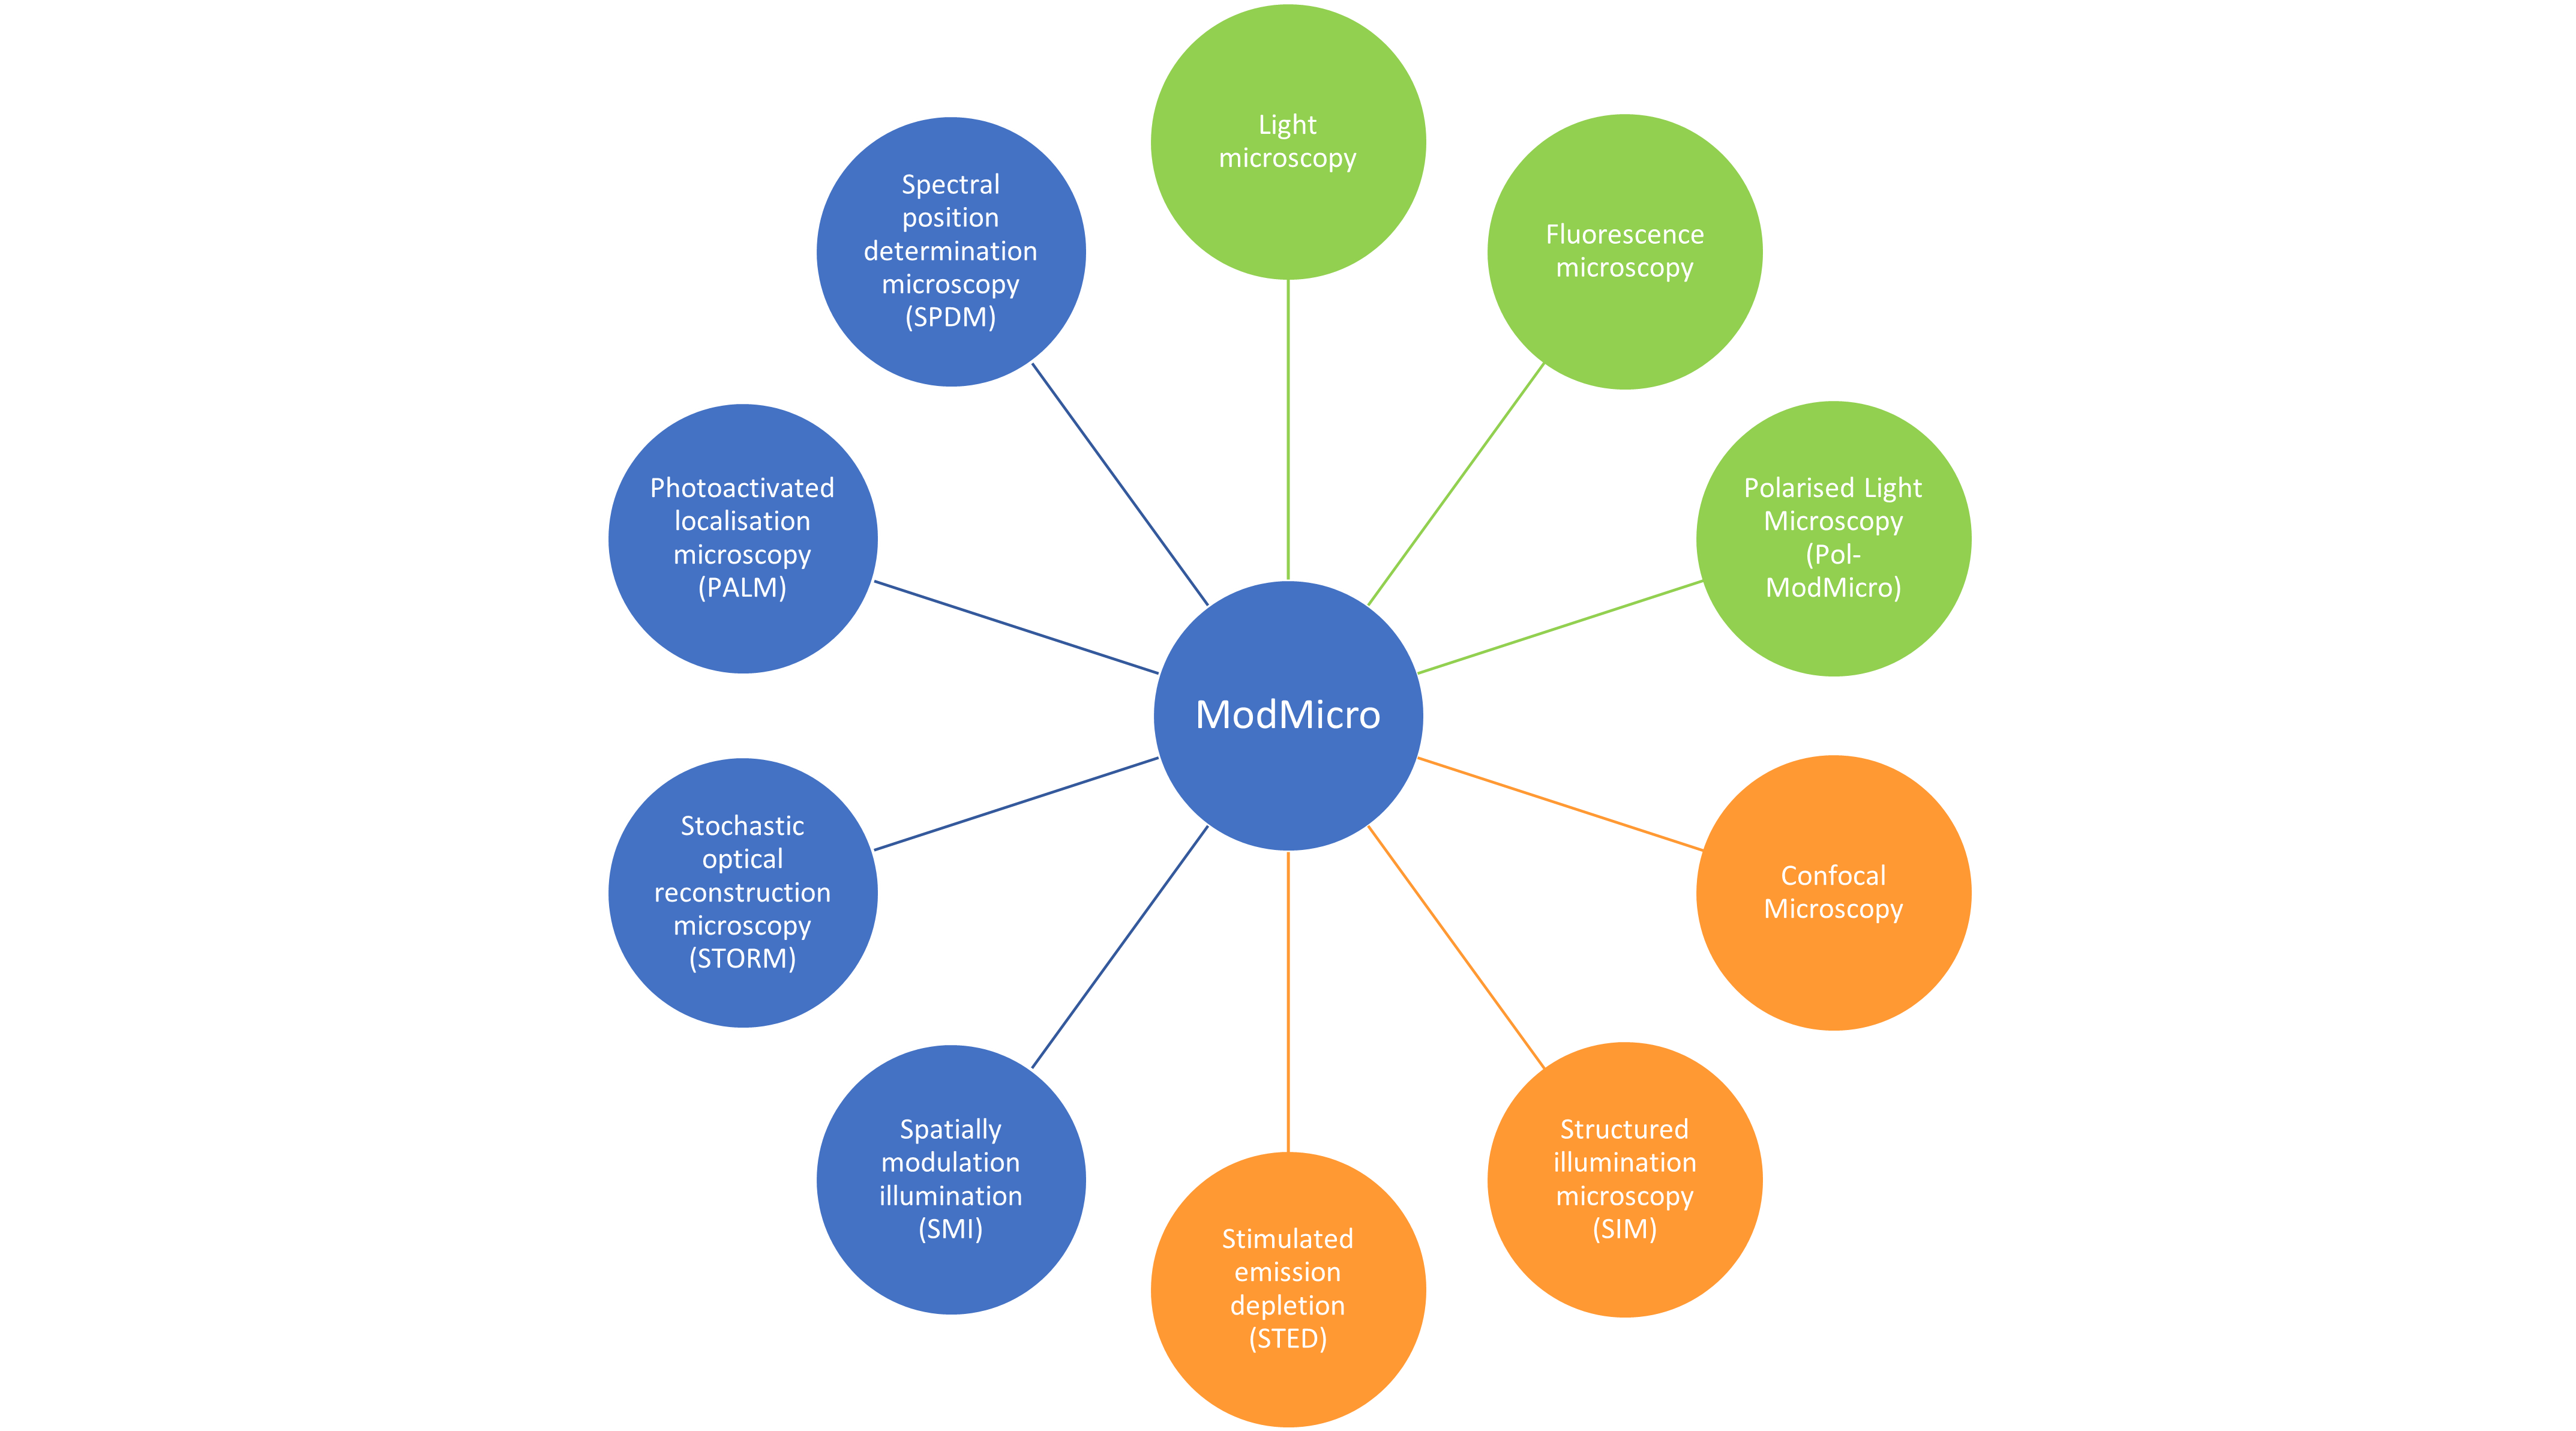 Light
microscopy
Fluorescence
microscopy
Polarised Light
Microscopy
(Pol-
ModMicro)
Confocal
Microscopy
Structured
illumination
microscopy
(SIM)
Stimulated
emission
depletion
(STED)
Spatially
modulation
illumination
(SMI)
Stochastic
optical
reconstruction
microscopy
(STORM)
Photoactivated
localisation
microscopy
(PALM)
Spectral
position
determination
microscopy
(SPDM)
ModMicro